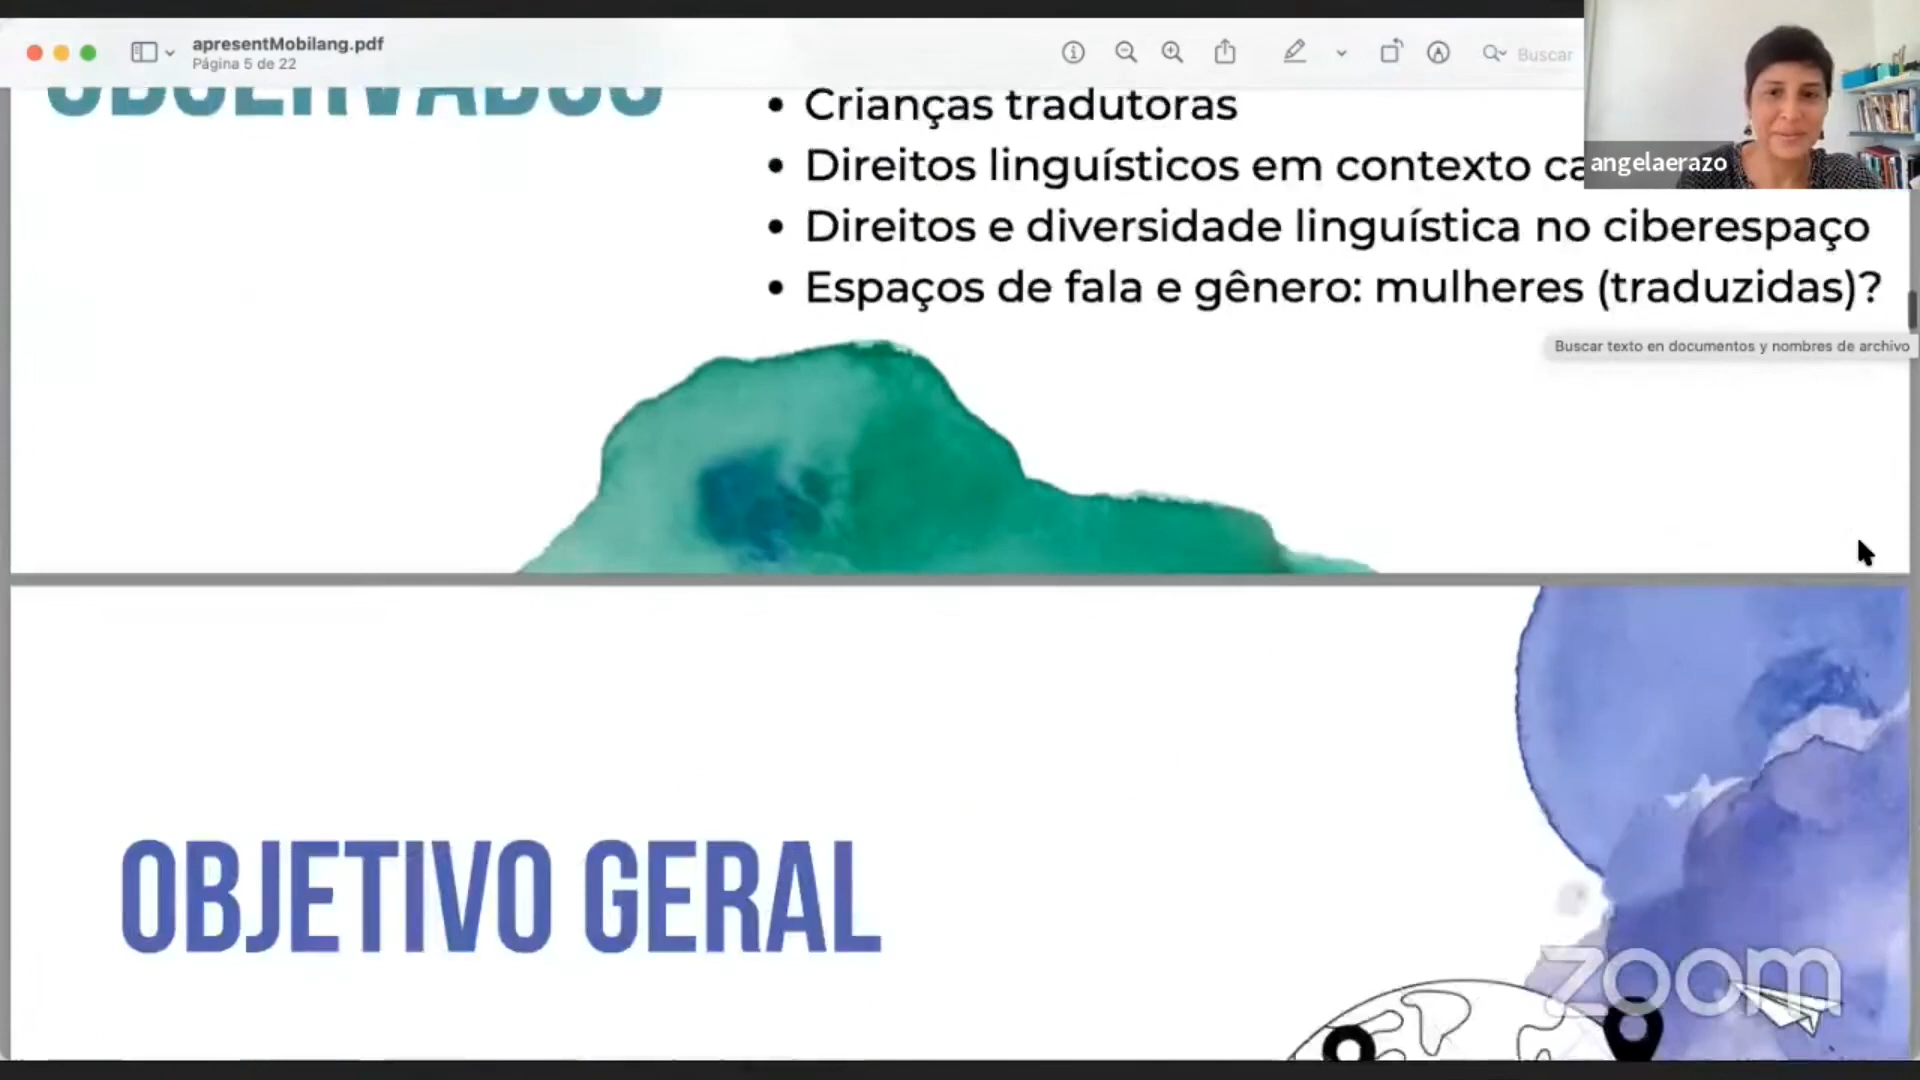 apresentMobilang.pdf
Página 5 de 22
Buscar
angelaerazo
OBSERVADOS
Crianças tradutoras
Direitos linguísticos em contexto
Direitos e diversidade linguística no ciberespaço
Espaços de fala e gênero: mulheres (traduzidas)?
Buscar texto en documentos y nombres de archivo
OBJETIVO GERAL
zoom